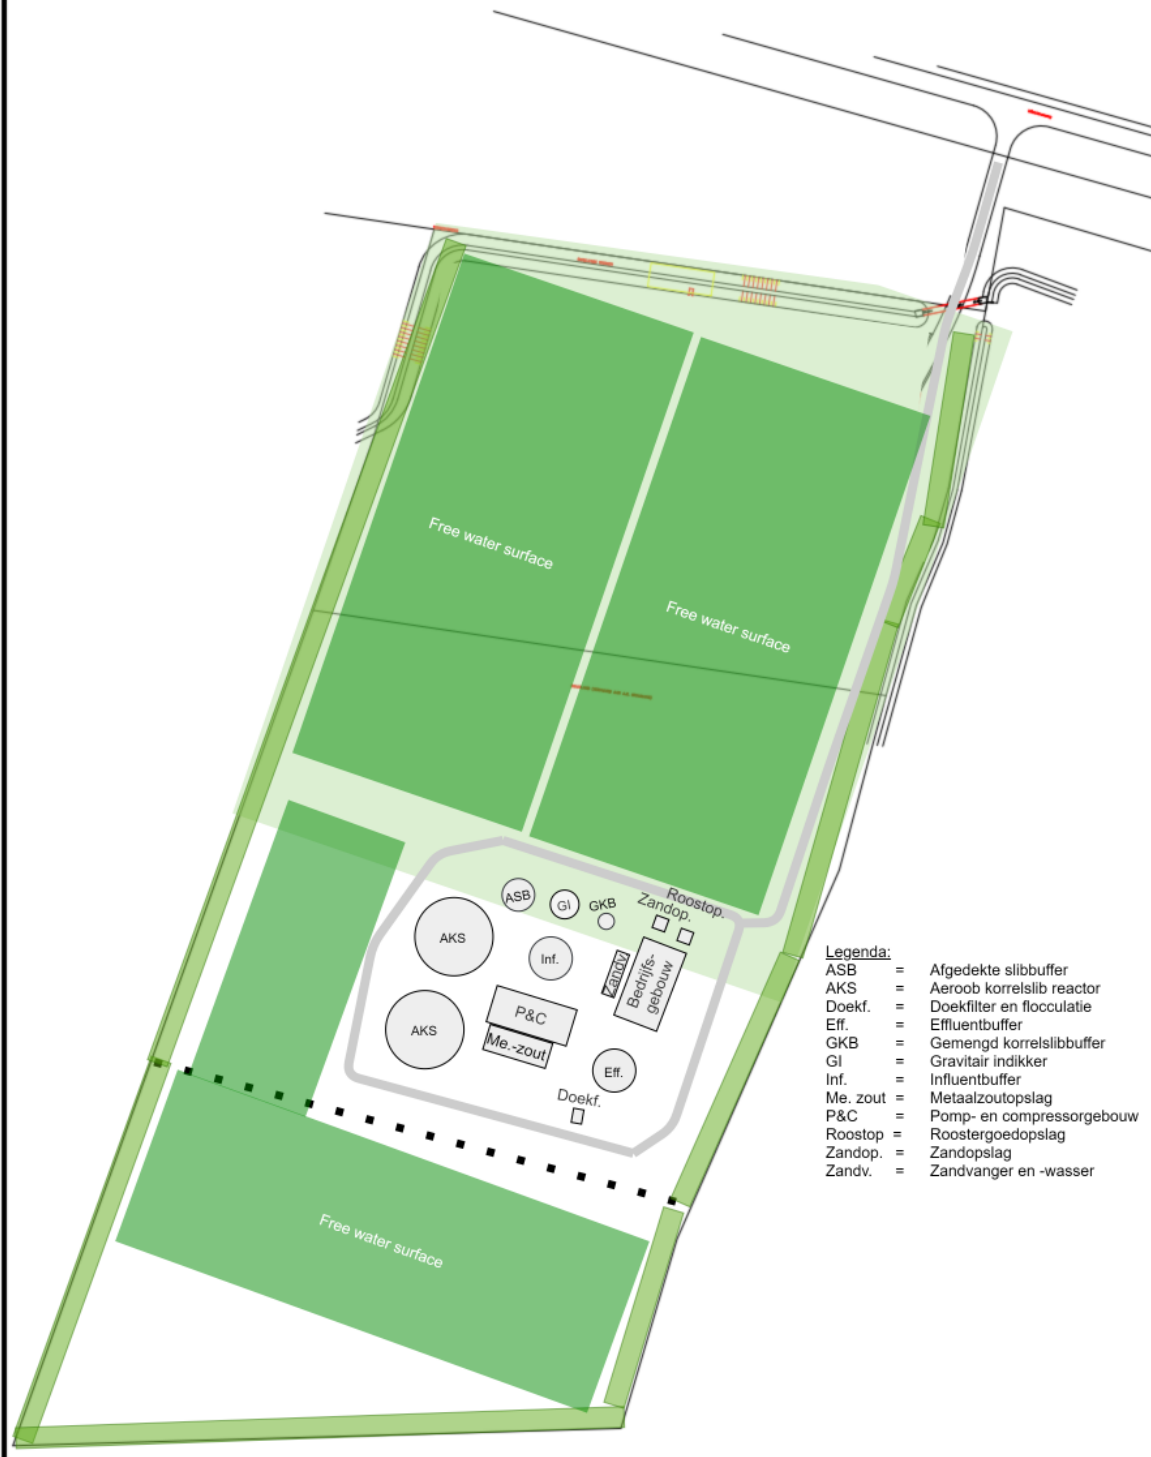 Free water surface
Free water surface
Roostop.
Zandop.
ASB
GI
GKB
AKS
Inf.
Zandv.
Bedrijfs-
gebouw
P&C
AKS
Me.-zout
Eff.
Doekf.
Free water surface
Legenda:
ASB = Afgedekte slibbuffer
AKS = Aeroob korrelslib reactor
Doekf. = Doekfilter en flocculatie
Eff. = Effluentbuffer
GKB = Gemengd korrelslibbuffer
GI = Gravitair indikker
Inf. = Influentbuffer
Me. zout = Metaalzoutopslag
P&C = Pomp- en compressorgebouw
Roostop = Roostergoedopslag
Zandop. = Zandopslag
Zandv. = Zandvanger en -wasser